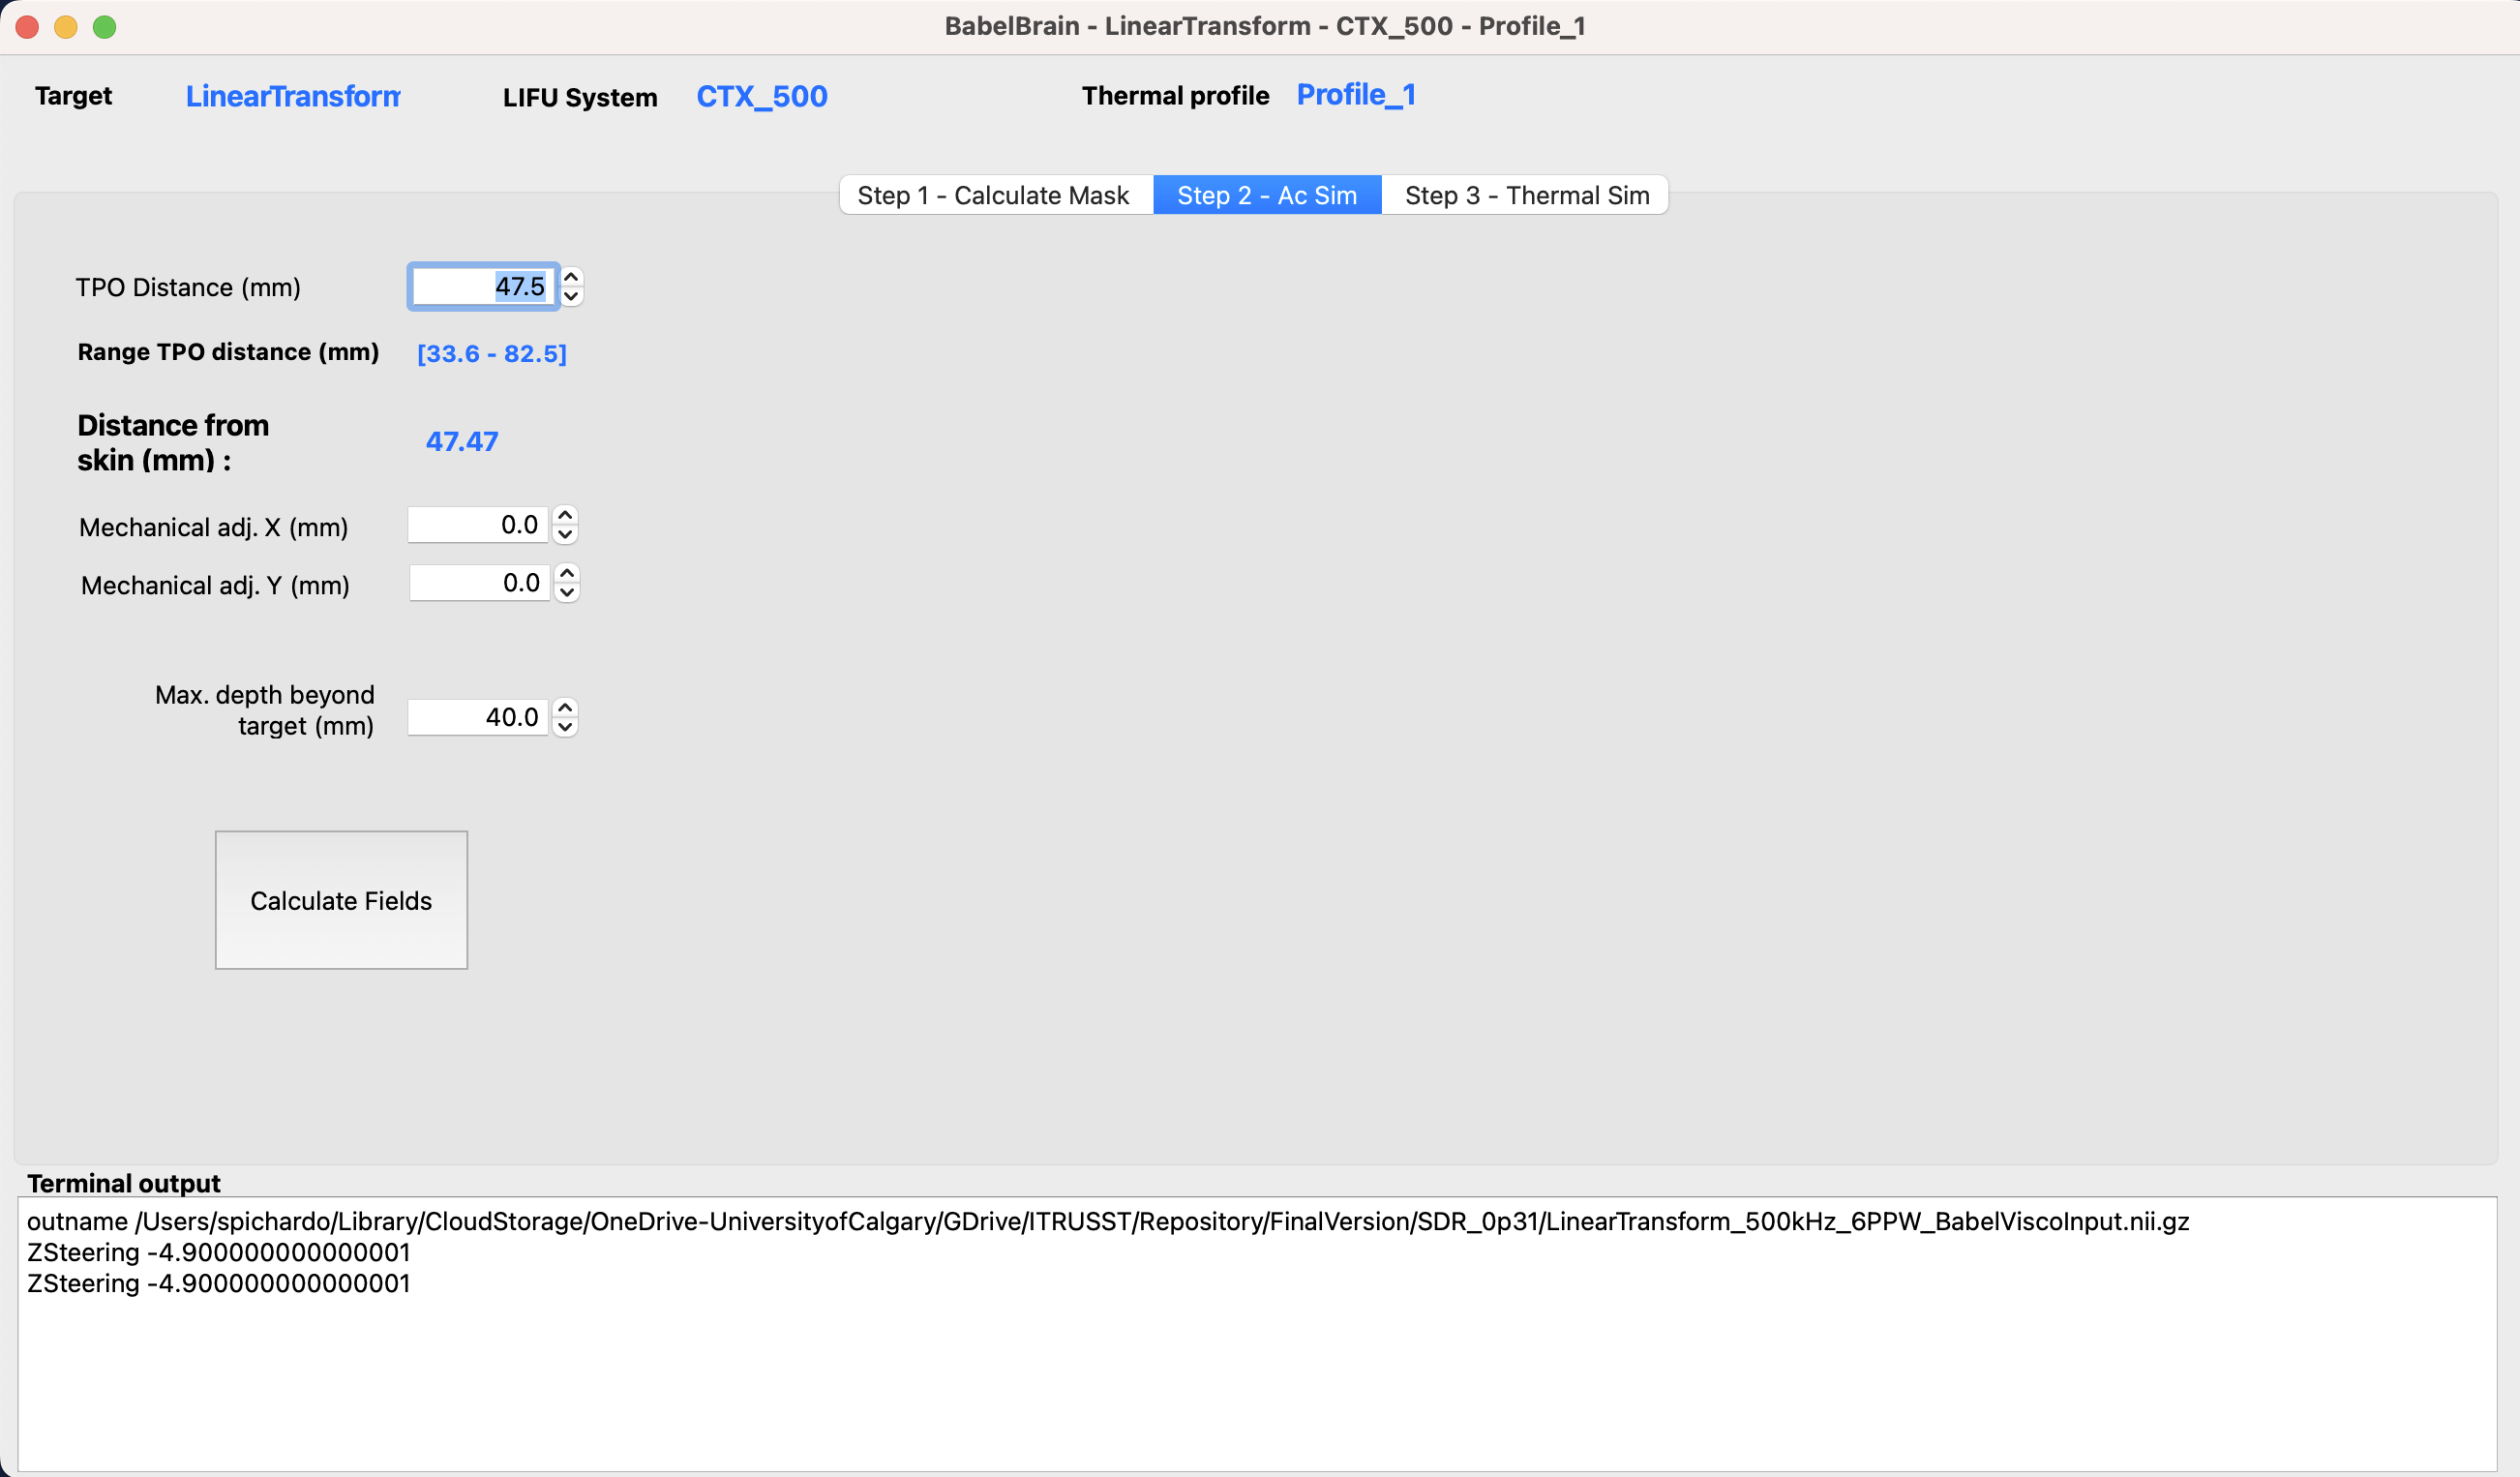 BabelBrain - LinearTransform - CTX_500 - Profile_1
Target LinearTransform LIFU System CTX_500 Thermal profile Profile_1
Step 1 - Calculate Mask Step 2 - Ac Sim Step 3 - Thermal Sim
TPO Distance (mm) 47.5
Range TPO distance (mm) [33.6 - 82.5]
Distance from
skin (mm) : 47.47
Mechanical adj. X (mm) 0.0
Mechanical adj. Y (mm) 0.0
Max. depth beyond
target (mm) 40.0
Calculate Fields
Terminal output
outname /Users/spichardo/Library/CloudStorage/OneDrive-UniversityofCalgary/GDrive/ITRUSST/Repository/FinalVersion/SDR_0p31/LinearTransform_500kHz_6PPW_BabelViscoInput.nii.gz
ZSteering -4.900000000000001
ZSteering -4.900000000000001